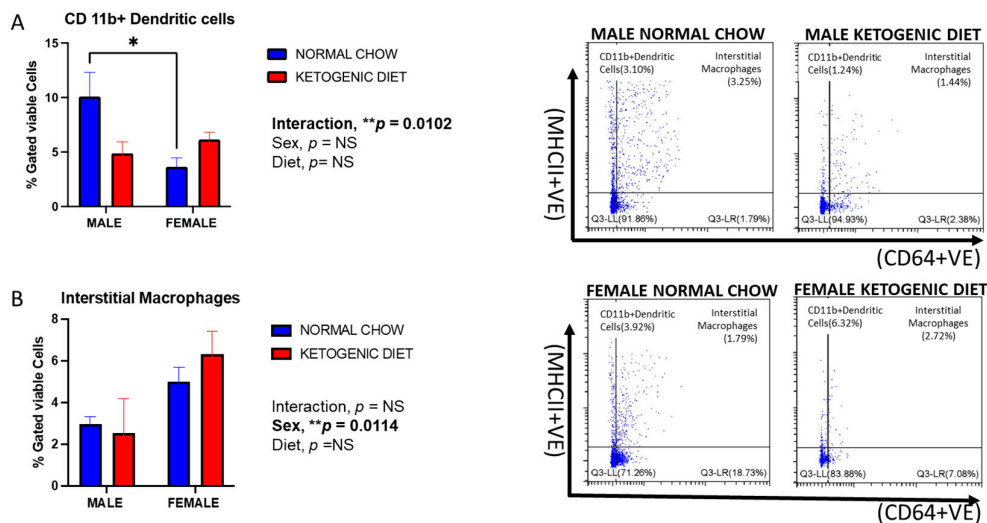 A
CD 11b+ Dendritic cells
% Gated viable Cells
15
10
5
0
*
MALE
FEMALE
NORMAL CHOW
KETOGENIC DIET
Interaction, **p = 0.0102
Sex, p = NS
Diet, p= NS
MALE NORMAL CHOW
CD11b+Dendritic
Cells(3.10%)
Interstitial
Macrophages
(3.25%)
Q3-LL(91.86%)
Q3-LR(1.79%)
MALE KETOGENIC DIET
CD11b+Dendritic
Cells(1.24%)
Interstitial
Macrophages
(1.44%)
Q3-LL(94.93%)
Q3-LR(2.38%)
(MHCII+VE)
(CD64+VE)
B
Interstitial Macrophages
% Gated viable Cells
8
6
4
2
0
MALE
FEMALE
NORMAL CHOW
KETOGENIC DIET
Interaction, p = NS
Sex, **p = 0.0114
Diet, p =NS
FEMALE NORMAL CHOW
CD11b+Dendritic
Cells(3.92%)
Interstitial
Macrophages
(1.79%)
Q3-LL(71.26%)
Q3-LR(18.73%)
FEMALE KETOGENIC DIET
CD11b+Dendritic
Cells(6.32%)
Interstitial
Macrophages
(2.72%)
Q3-LL(83.88%)
Q3-LR(7.08%)
(MHCII+VE)
(CD64+VE)